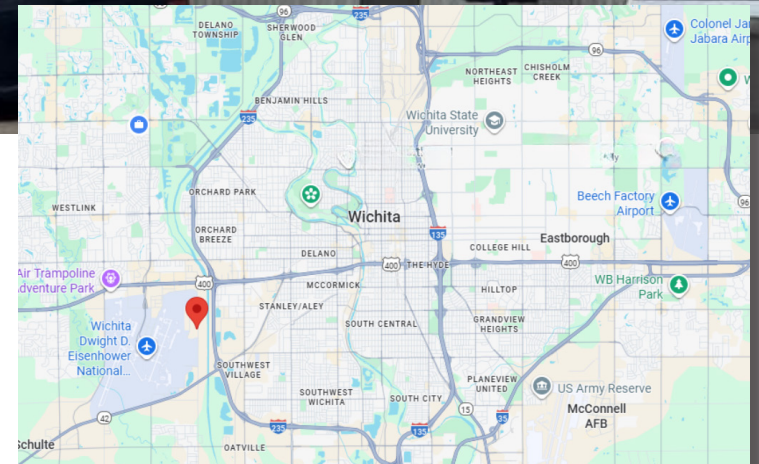 96
235
DELANO
TOWNSHIP
SHERWOOD
GLEN
Colonel Ja
Jabara Airp
96
NORTHEAST
HEIGHTS
CHISHOLM
CREEK
W
BENJAMIN HILLS
235
Wichita State
University
ORCHARD PARK
WESTLINK
Wichita
Beech Factory
Airport
96
ORCHARD
BREEZE
135
Eastborough
COLLEGE HILL
DELANO
400
THE HYDE
400
Air Trampoline
dventure Park
400
MCCORMICK
WB Harrison
Park
HILLTOP
STANLEY/ALEY
SOUTH CENTRAL
GRANDVIEW
HEIGHTS
Wichita
Dwight D.
Eisenhower
National...
SOUTHWEST
VILLAGE
PLANEVIEW
UNITED
US Army Reserve
SOUTHWEST
WICHITA
SOUTH CITY
15
35
McConnell
AFB
42
235
135
Schulte
OATVILLE